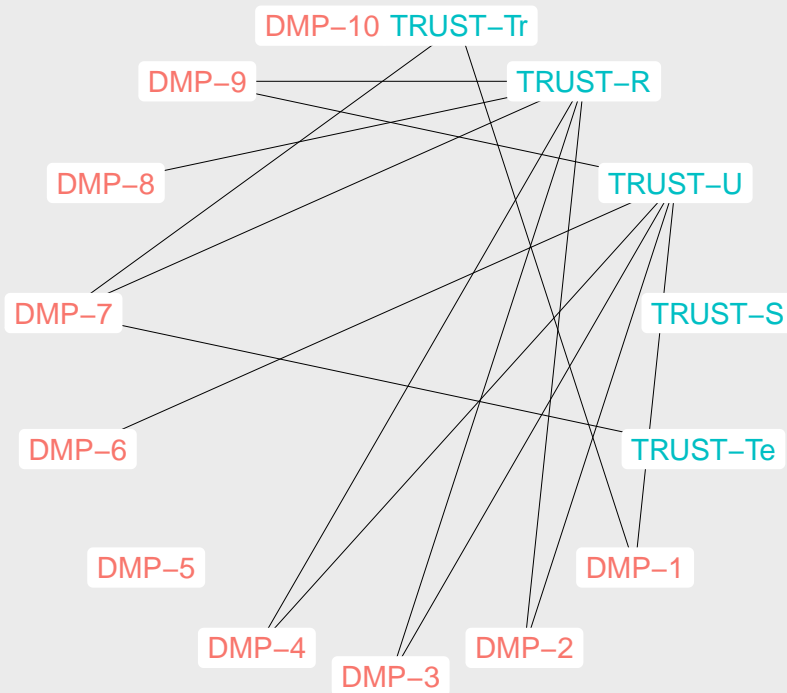 DMP–10 TRUST–Tr
DMP–9 TRUST–R
DMP–8 TRUST–U
DMP–7 TRUST–S
DMP–6 TRUST–Te
DMP–5 DMP–1
DMP–4 DMP–2
DMP–3